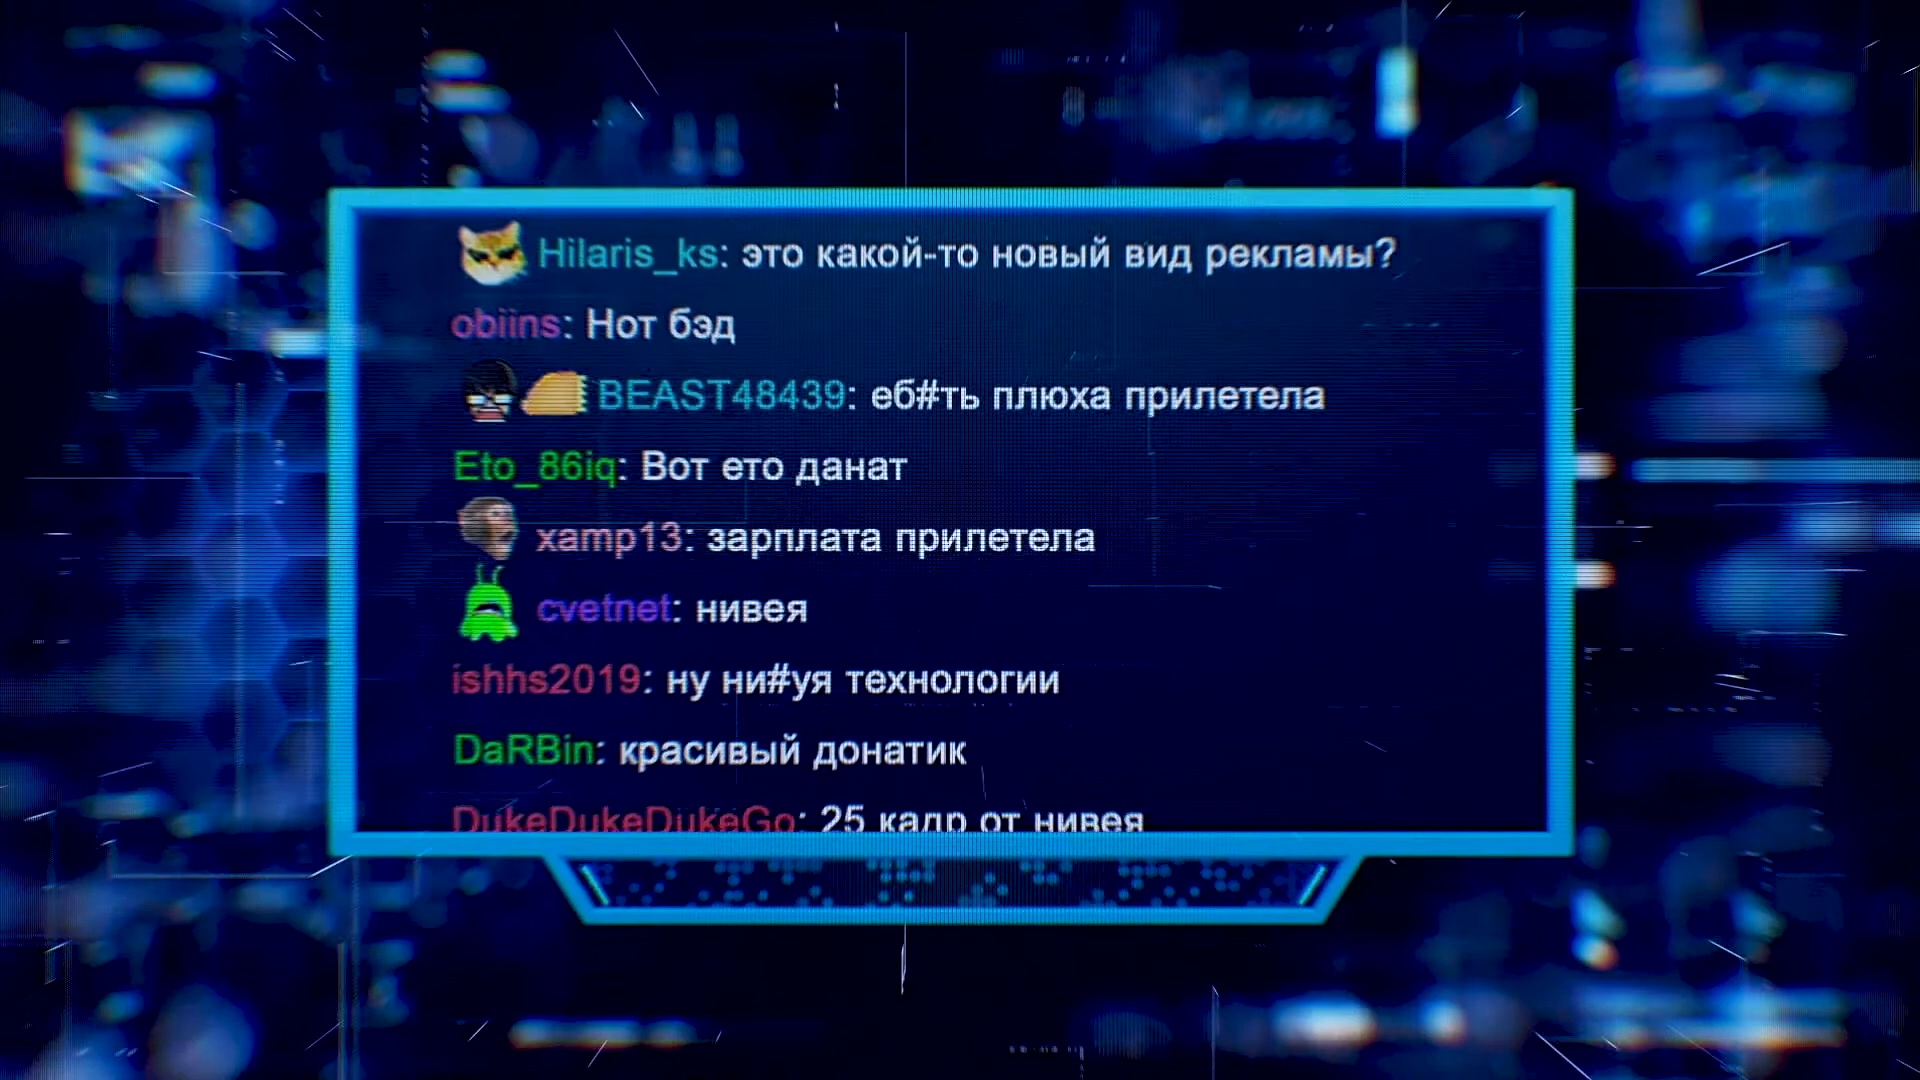 Hilaris_ks: это какой-то новый вид рекламы?
obiins: Нот бэд
BEAST48439: еб#ть плюха прилетела
Eto_86iq: Вот ето данат
xamp13: зарплата прилетела
cvetnet: нивея
ishhs2019: ну ни#уя технологии
DaRBin: красивый донатик
DukeDukeDukeGo: 25 кадр от нивея